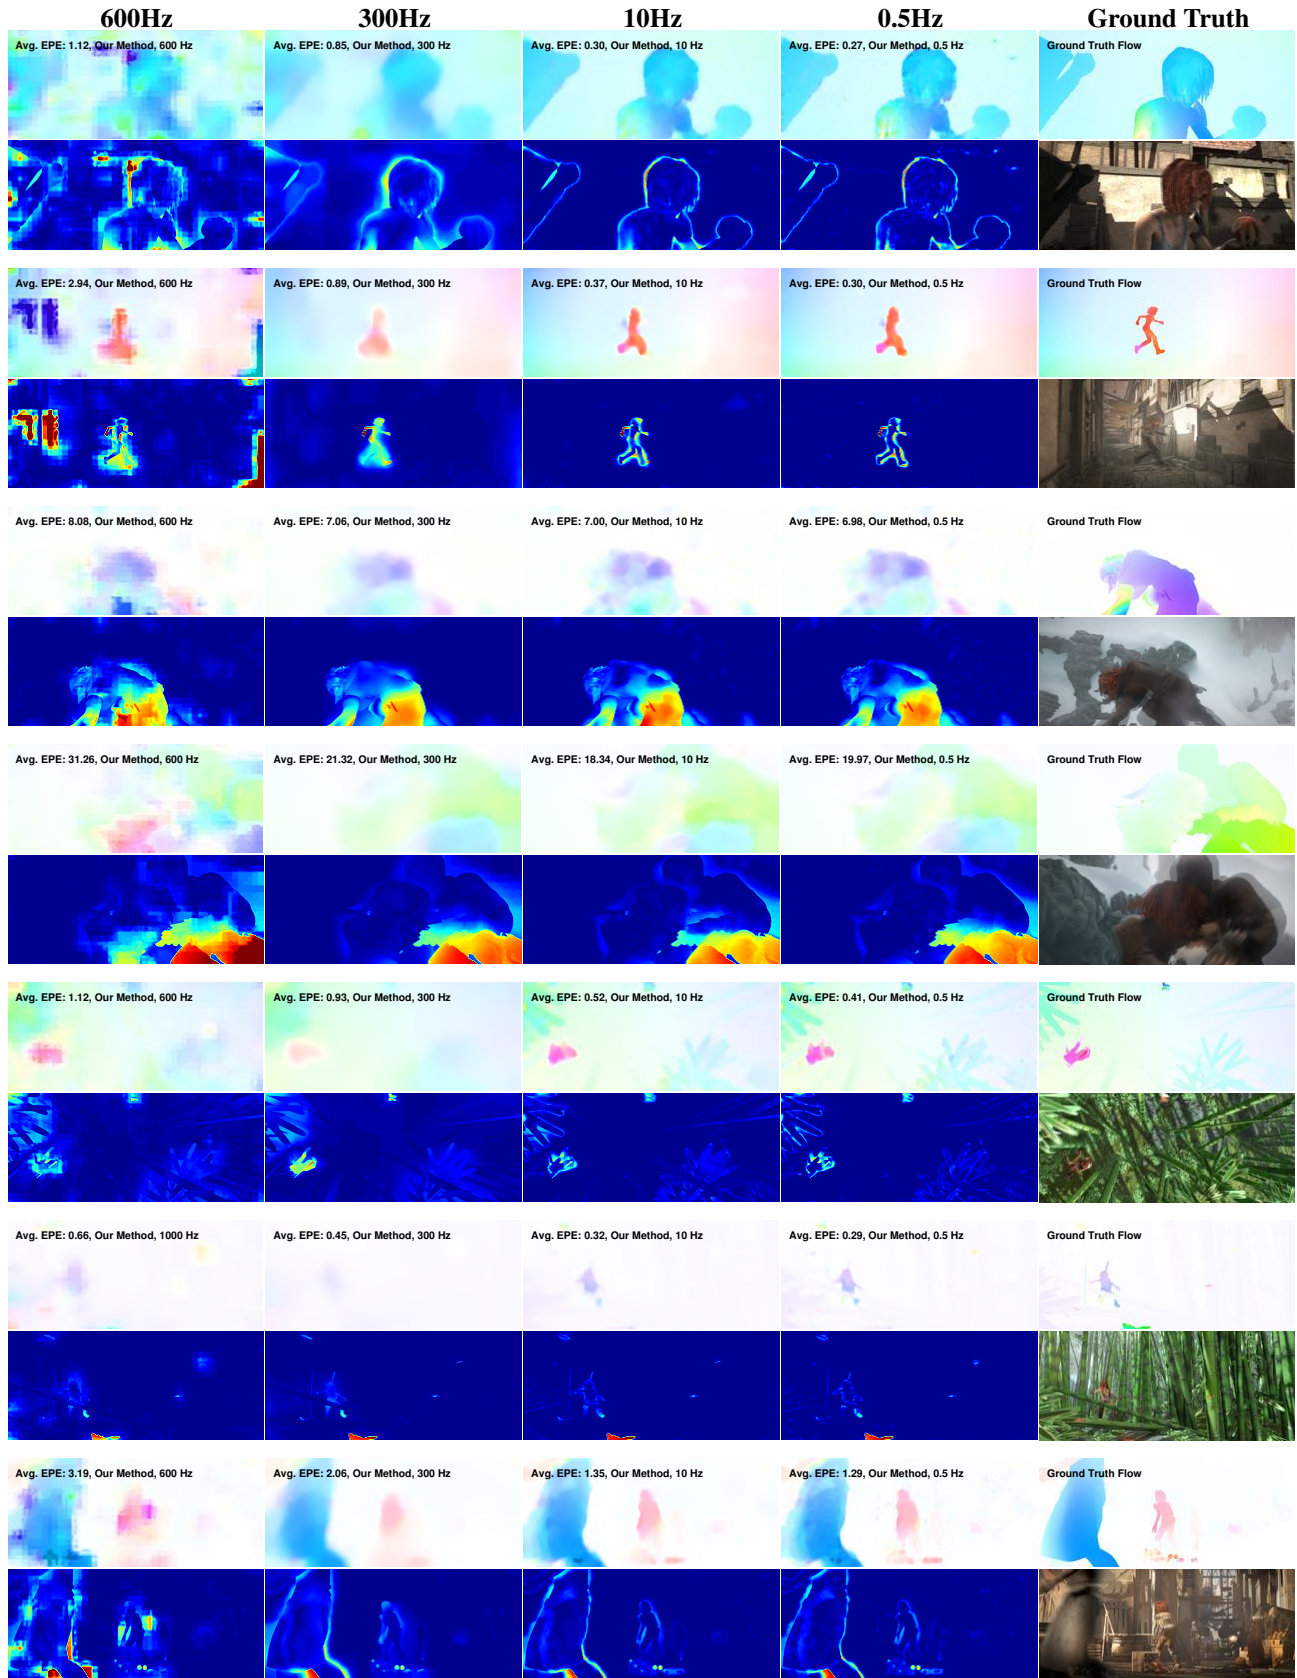 600Hz 300Hz 10Hz 0.5Hz Ground Truth
Avg. EPE: 1.12, Our Method, 600 Hz Avg. EPE: 0.85, Our Method, 300 Hz Avg. EPE: 0.30, Our Method, 10 Hz Avg. EPE: 0.27, Our Method, 0.5 Hz Ground Truth Flow
Avg. EPE: 2.94, Our Method, 600 Hz Avg. EPE: 0.89, Our Method, 300 Hz Avg. EPE: 0.37, Our Method, 10 Hz Avg. EPE: 0.30, Our Method, 0.5 Hz Ground Truth Flow
Avg. EPE: 8.08, Our Method, 600 Hz Avg. EPE: 7.06, Our Method, 300 Hz Avg. EPE: 7.00, Our Method, 10 Hz Avg. EPE: 6.98, Our Method, 0.5 Hz Ground Truth Flow
Avg. EPE: 31.26, Our Method, 600 Hz Avg. EPE: 21.32, Our Method, 300 Hz Avg. EPE: 18.34, Our Method, 10 Hz Avg. EPE: 19.97, Our Method, 0.5 Hz Ground Truth Flow
Avg. EPE: 1.12, Our Method, 600 Hz Avg. EPE: 0.93, Our Method, 300 Hz Avg. EPE: 0.52, Our Method, 10 Hz Avg. EPE: 0.41, Our Method, 0.5 Hz Ground Truth Flow
Avg. EPE: 0.66, Our Method, 1000 Hz Avg. EPE: 0.45, Our Method, 300 Hz Avg. EPE: 0.32, Our Method, 10 Hz Avg. EPE: 0.29, Our Method, 0.5 Hz Ground Truth Flow
Avg. EPE: 3.19, Our Method, 600 Hz Avg. EPE: 2.06, Our Method, 300 Hz Avg. EPE: 1.35, Our Method, 10 Hz Avg. EPE: 1.29, Our Method, 0.5 Hz Ground Truth Flow